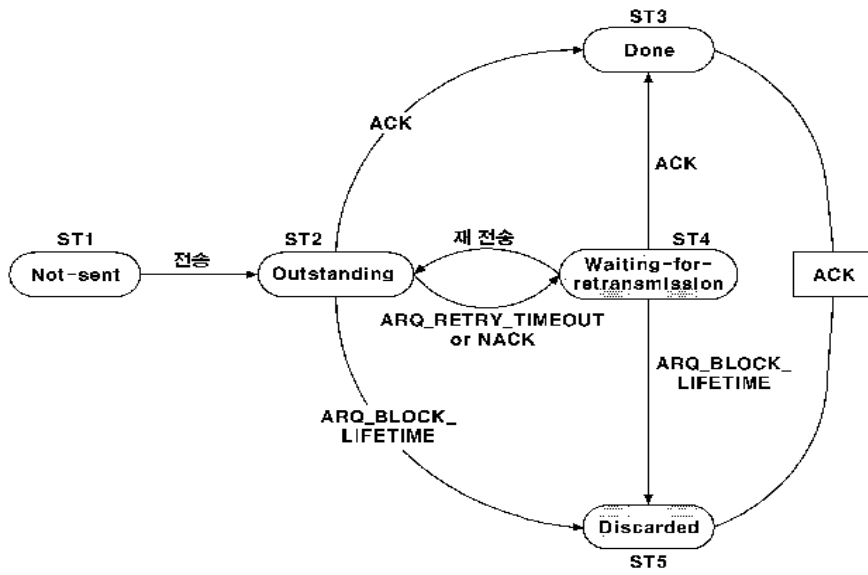 ST3
Done
ACK
ACK
ST1
Not-sent
전송
ST2
Outstanding
재 전송
ST4
Waiting-for-
retransmission
ACK
ARQ_RETRY_TIMEOUT
or NACK
ARQ_BLOCK_
LIFETIME
ARQ_BLOCK_
LIFETIME
Discarded
ST5